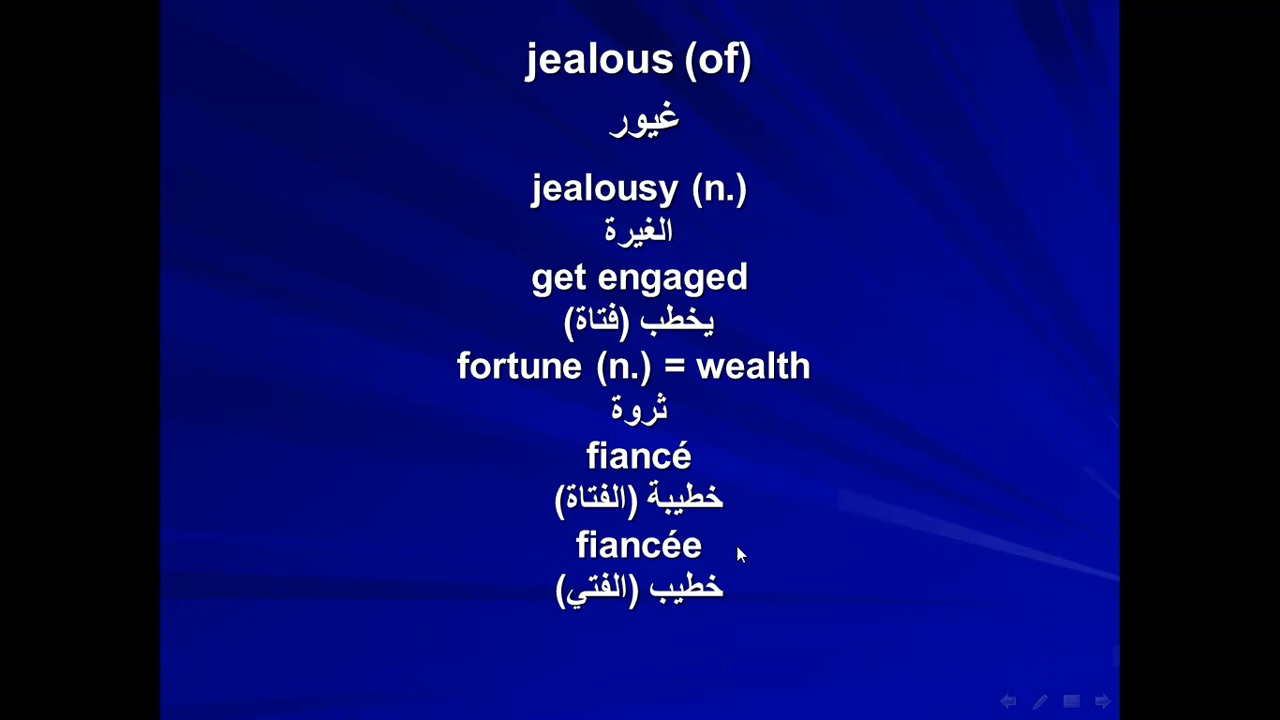 jealous (of)
غيور
jealousy (n.)
الغيرة
get engaged
يخطب (فتاة)
fortune (n.) = wealth
ثروة
fiancé
خطيبة (الفتاة)
fiancée
خطيب (الفتي)